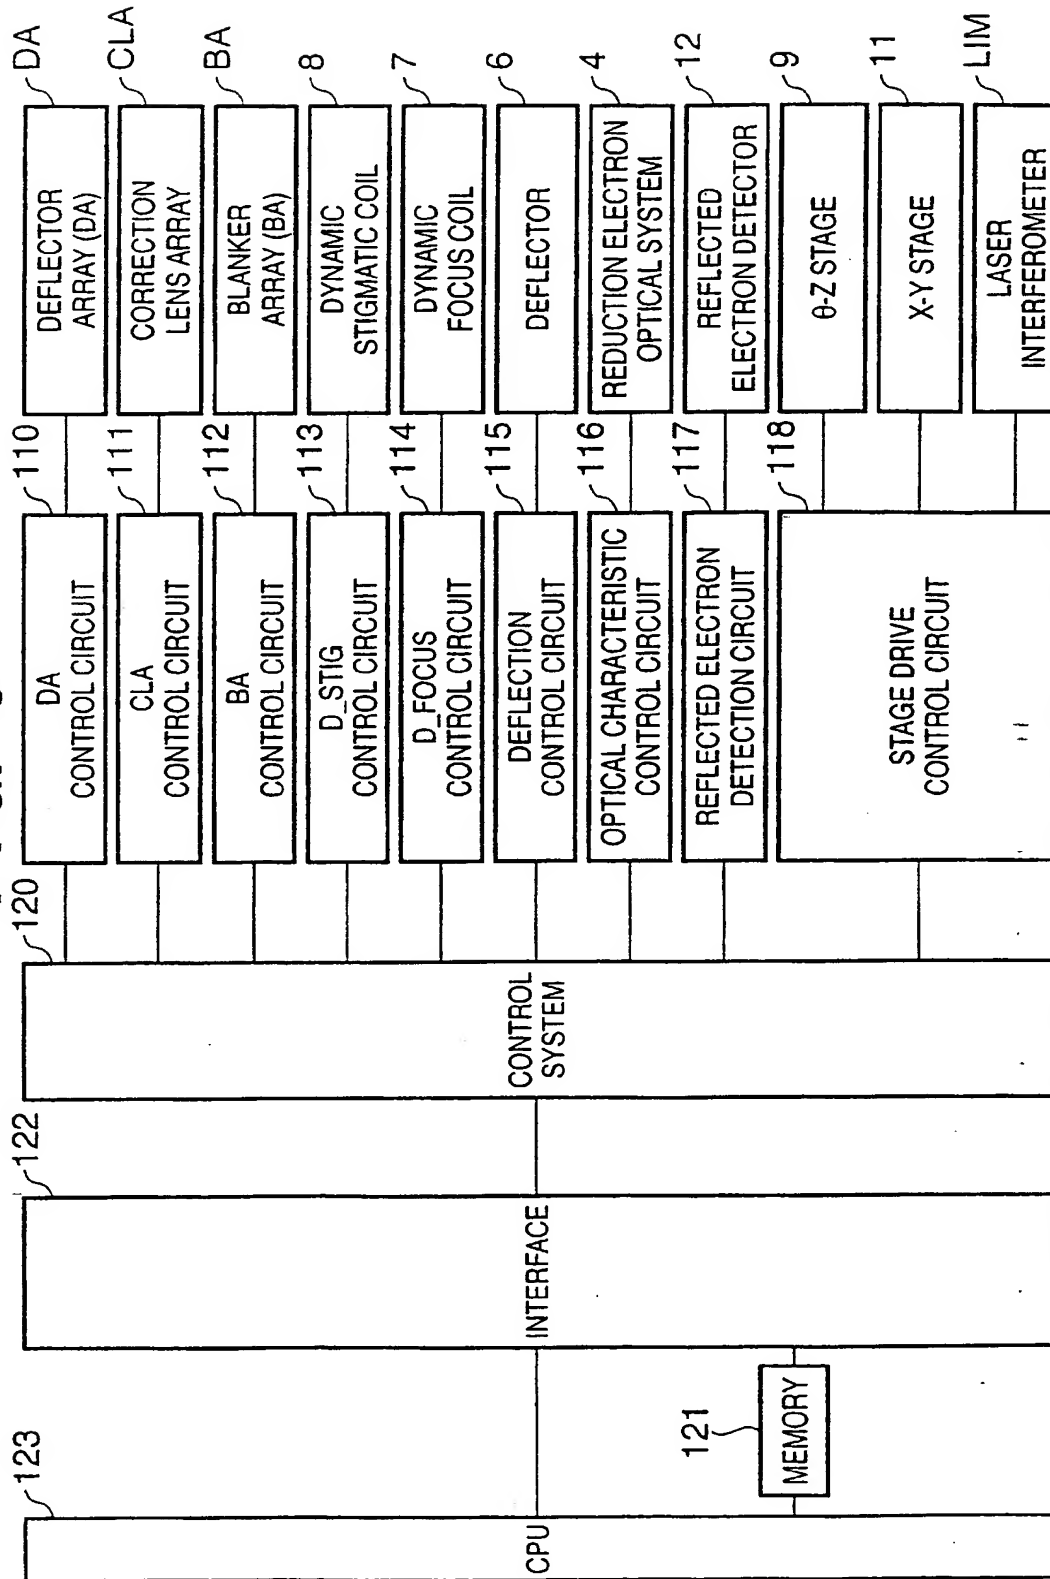 123
CPU
121
MEMORY
122
INTERFACE
120
CONTROL
SYSTEM
110
DA
CONTROL CIRCUIT
111
CLA
CONTROL CIRCUIT
112
BA
CONTROL CIRCUIT
113
D_STIG
CONTROL CIRCUIT
114
D_FOCUS
CONTROL CIRCUIT
115
DEFLECTION
CONTROL CIRCUIT
116
OPTICAL CHARACTERISTIC
CONTROL CIRCUIT
117
REFLECTED ELECTRON
DETECTION CIRCUIT
118
STAGE DRIVE
CONTROL CIRCUIT
DA
DEFLECTOR
ARRAY (DA)
CLA
CORRECTION
LENS ARRAY
BA
BLANKER
ARRAY (BA)
8
DYNAMIC
STIGMATIC COIL
7
DYNAMIC
FOCUS COIL
6
DEFLECTOR
4
REDUCTION ELECTRON
OPTICAL SYSTEM
12
REFLECTED
ELECTRON DETECTOR
9
θ-Z STAGE
11
X-Y STAGE
LIM
LASER
INTERFEROMETER